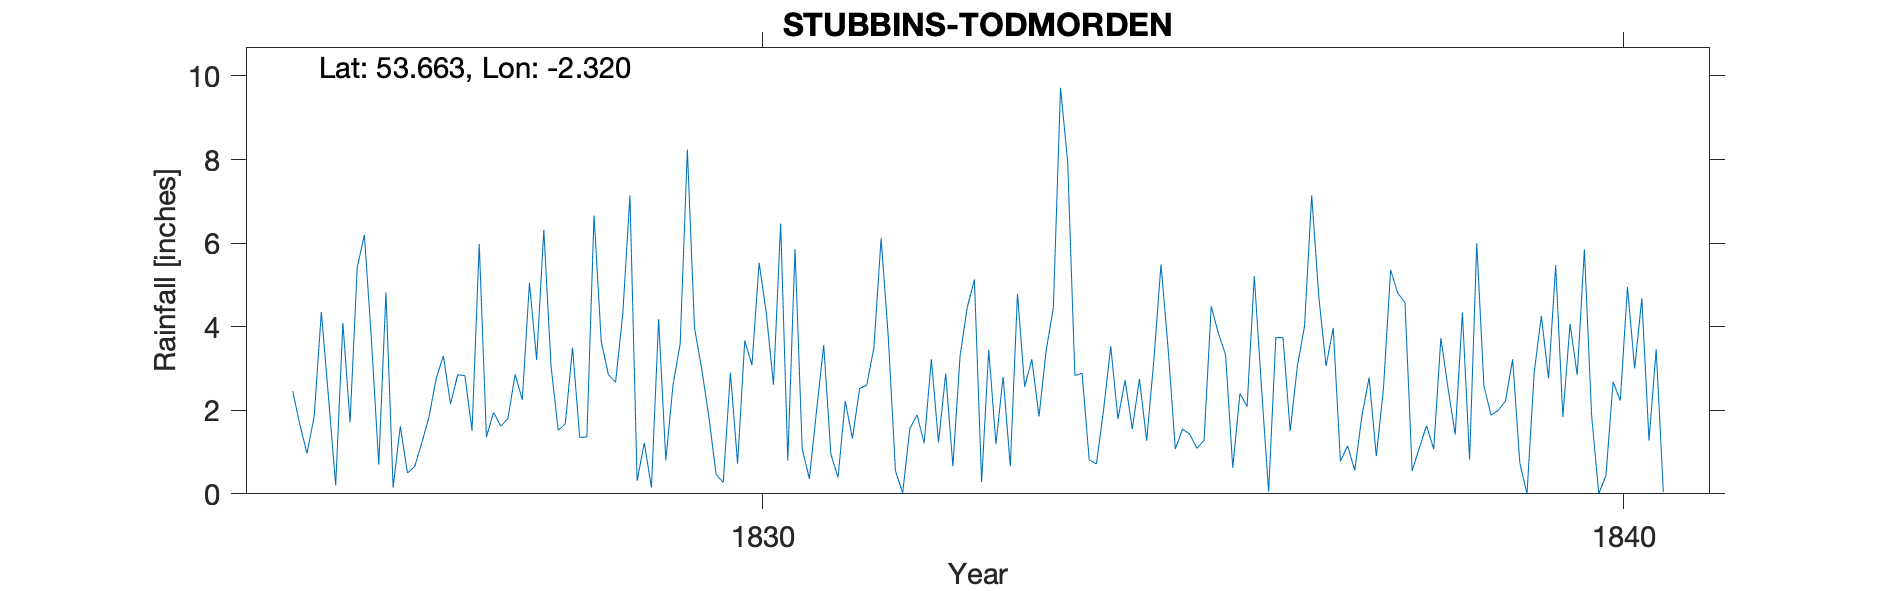 STUBBINS-TODMORDEN
Lat: 53.663, Lon: -2.320
10
8
6
4
2
0
Rainfall [inches]
1830
1840
Year